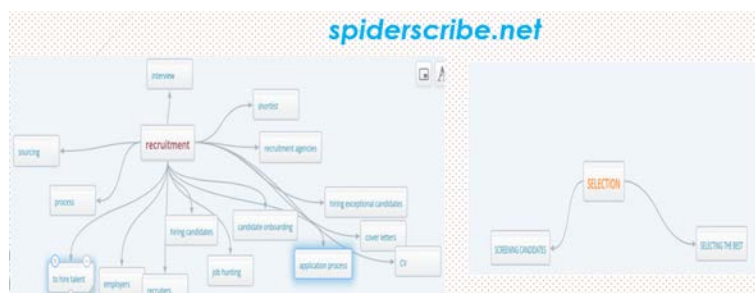 spiderscribe.net
interview
shortlist
recruitment
recruitment agencies
sourcing
process
hiring exceptional candidates
hiring candidates
candidate onboarding
cover letters
CV
application process
job hunting
to hire talent
employers
recruiters
SELECTION
SCREENING CANDIDATES
SELECTING THE BEST